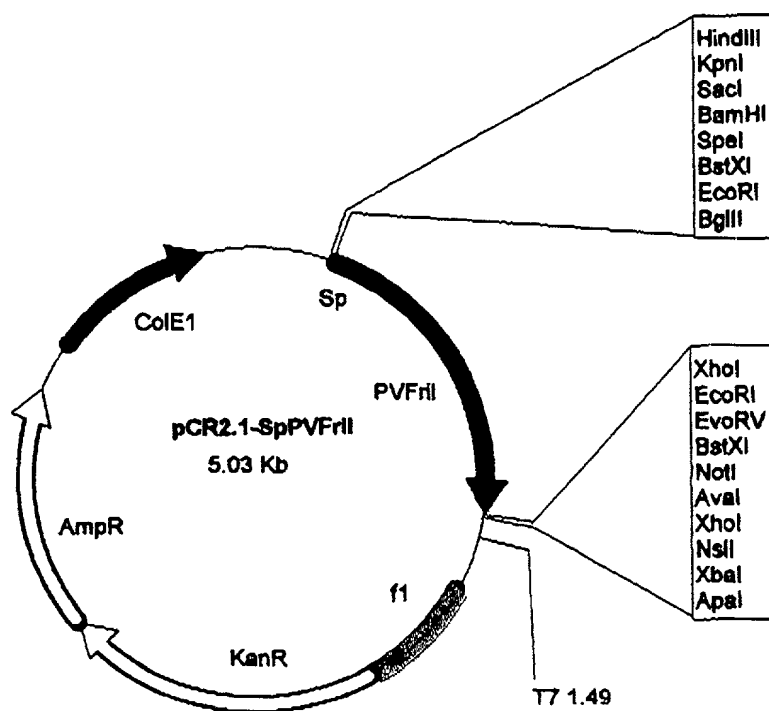 HindIII
KpnI
SacI
BamHI
SpeI
BstXI
EcoRI
BglII
Sp
ColE1
PVFriI
pCR2.1-SpPVFrII
5.03 Kb
XhoI
EcoRI
EvoRV
BstXI
NotI
AvaI
XhoI
NsII
XbaI
ApaI
AmpR
f1
KanR
T7 1.49